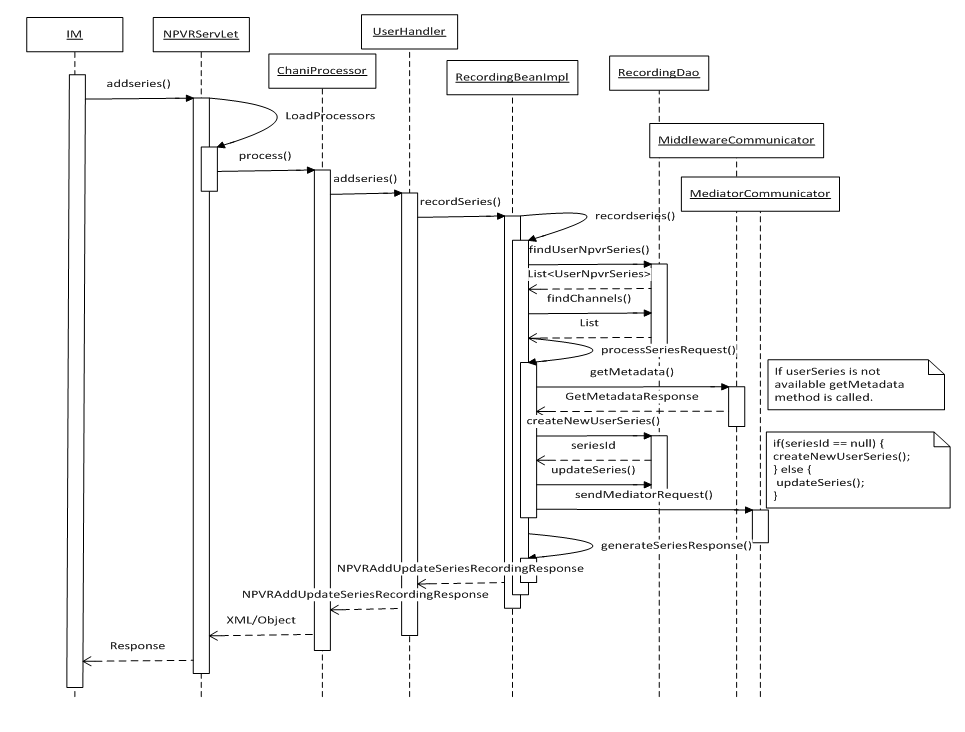 IM
NPVRServLet
UserHandler
ChaniProcessor
RecordingBeanImpl
RecordingDao
MiddlewareCommunicator
MediatorCommunicator
addseries()
LoadProcessors
process()
addseries()
recordSeries()
recordseries()
findUserNpvrSeries()
List<UserNpvrSeries>
findChannels()
List
processSeriesRequest()
getMetadata()
GetMetadataResponse
createNewUserSeries()
seriesId
updateSeries()
sendMediatorRequest()
generateSeriesResponse()
NPVRAddUpdateSeriesRecordingResponse
NPVRAddUpdateSeriesRecordingResponse
XML/Object
Response
If userSeries is not
available getMetadata
method is called.
if(seriesId == null) {
createNewUserSeries();
} else {
updateSeries();
}